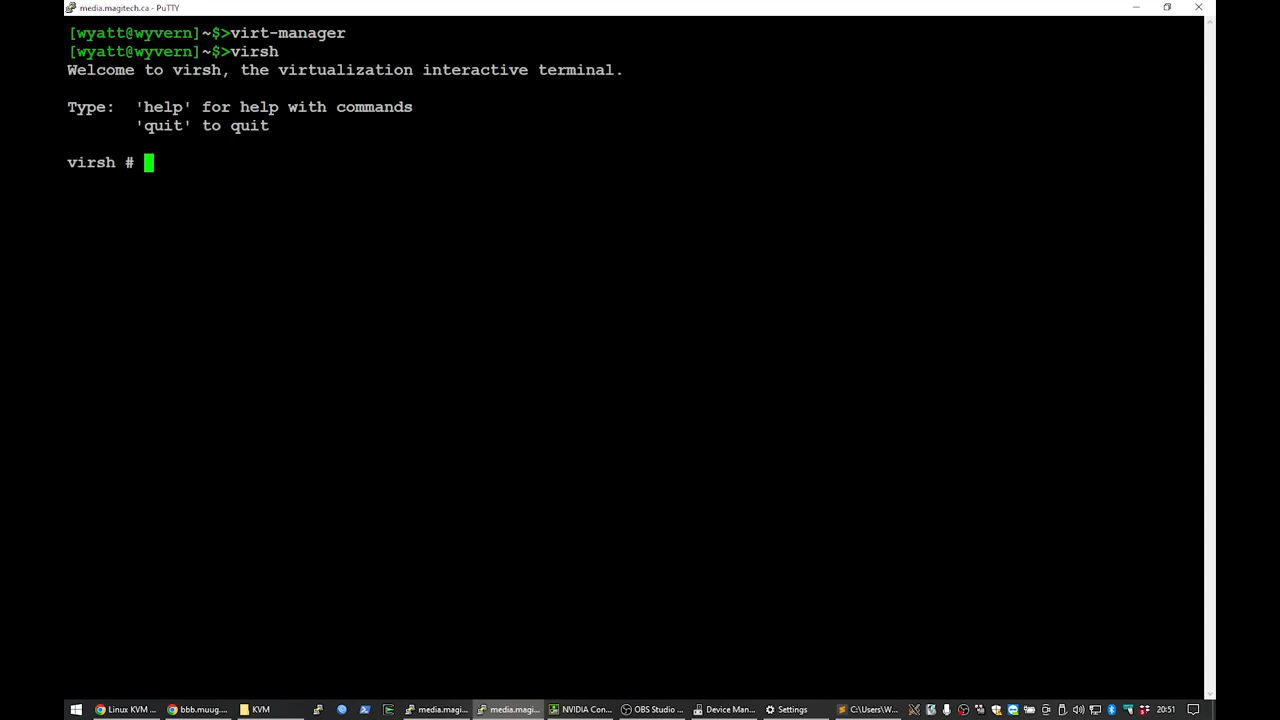 media.magitech.ca - PuTTY
[wyatt@wyvern]~$>virt-manager
[wyatt@wyvern]~$>virsh
Welcome to virsh, the virtualization interactive terminal.
Type:  'help' for help with commands
'quit' to quit
virsh #
Linux KVM ... bbb.muug.... KVM media.magi... media.magi... NVIDIA Con... OBS Studio ... Device Man... Settings C:\Users\W... 20:51